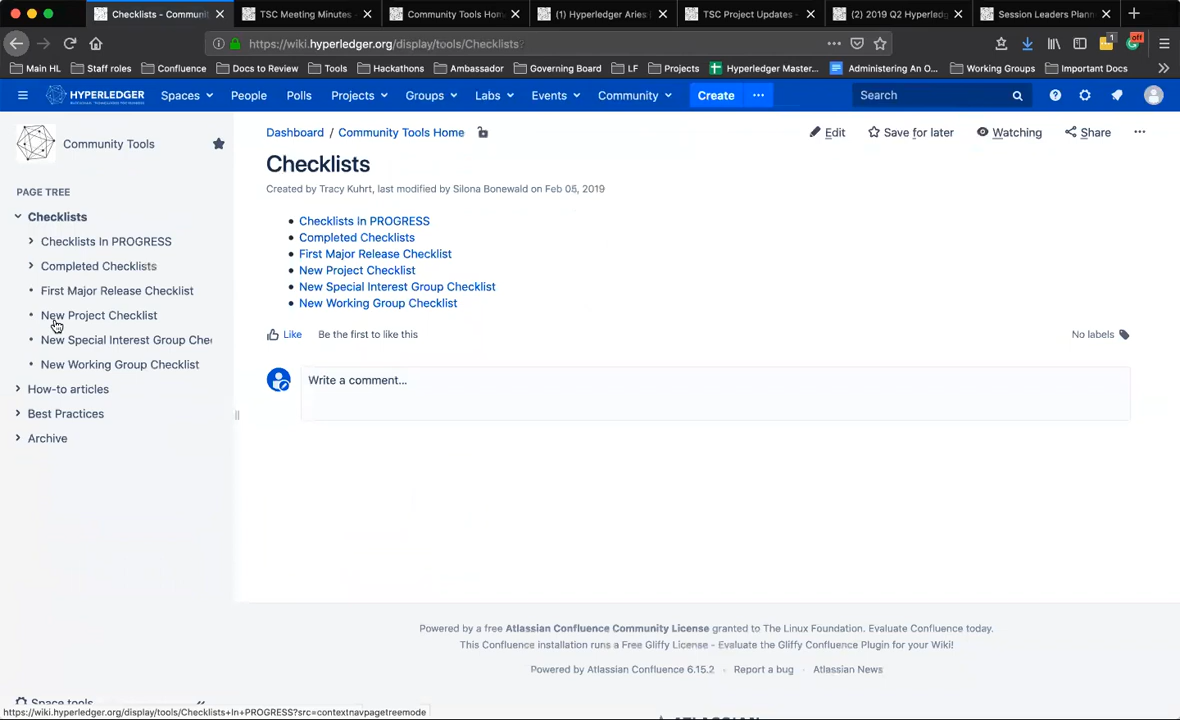 Checklists - Communit
TSC Meeting Minutes -
Community Tools Hom
(1) Hyperledger Aries
TSC Project Updates -
(2) 2019 Q2 Hyperledg
Session Leaders Plann
https://wiki.hyperledger.org/display/tools/Checklists?
1
off
Main HL
Staff roles
Confluence
Docs to Review
Tools
Hackathons
Ambassador
Governing Board
LF
Projects
Hyperledger Master...
Administering An O...
Working Groups
Important Docs
HYPERLEDGER
Spaces
People
Polls
Projects
Groups
Labs
Events
Community
Create
Search
Community Tools
Dashboard / Community Tools Home
Edit
Save for later
Watching
Share
Checklists
Created by Tracy Kuhrt, last modified by Silona Bonewald on Feb 05, 2019
PAGE TREE
Checklists
Checklists In PROGRESS
Completed Checklists
First Major Release Checklist
New Project Checklist
New Special Interest Group Chec
New Working Group Checklist
How-to articles
Best Practices
Archive
Checklists In PROGRESS
Completed Checklists
First Major Release Checklist
New Project Checklist
New Special Interest Group Checklist
New Working Group Checklist
Like
Be the first to like this
No labels
Write a comment...
Powered by a free Atlassian Confluence Community License granted to The Linux Foundation. Evaluate Confluence today.
This Confluence installation runs a Free Gliffy License - Evaluate the Gliffy Confluence Plugin for your Wiki!
Powered by Atlassian Confluence 6.15.2
Report a bug
Atlassian News
Space tools
https://wiki.hyperledger.org/display/tools/Checklists+In+PROGRESS?src=contextnavpagetreemode
ATLASSIAN